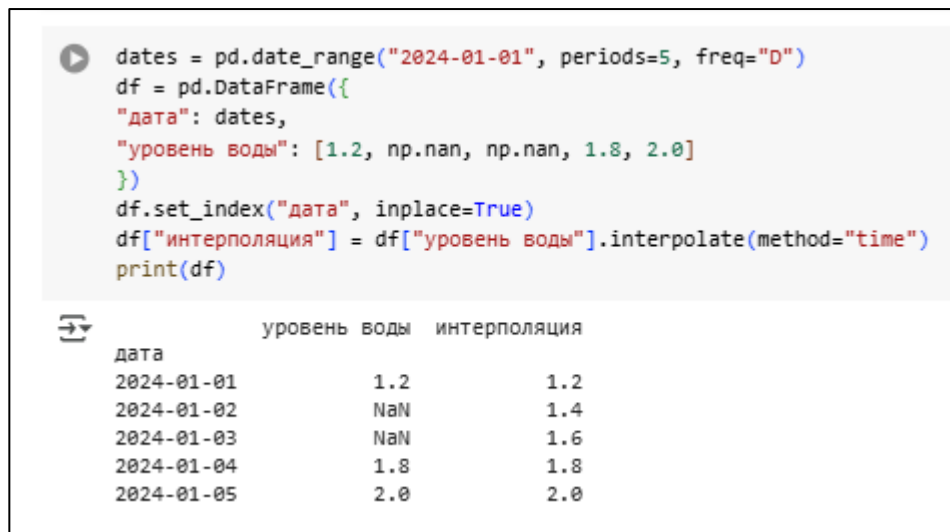 dates = pd.date_range("2024-01-01", periods=5, freq="D")
df = pd.DataFrame({
"дата": dates,
"уровень воды": [1.2, np.nan, np.nan, 1.8, 2.0]
})
df.set_index("дата", inplace=True)
df["интерполяция"] = df["уровень воды"].interpolate(method="time")
print(df)
уровень воды интерполяция
дата
2024-01-01 1.2 1.2
2024-01-02 NaN 1.4
2024-01-03 NaN 1.6
2024-01-04 1.8 1.8
2024-01-05 2.0 2.0